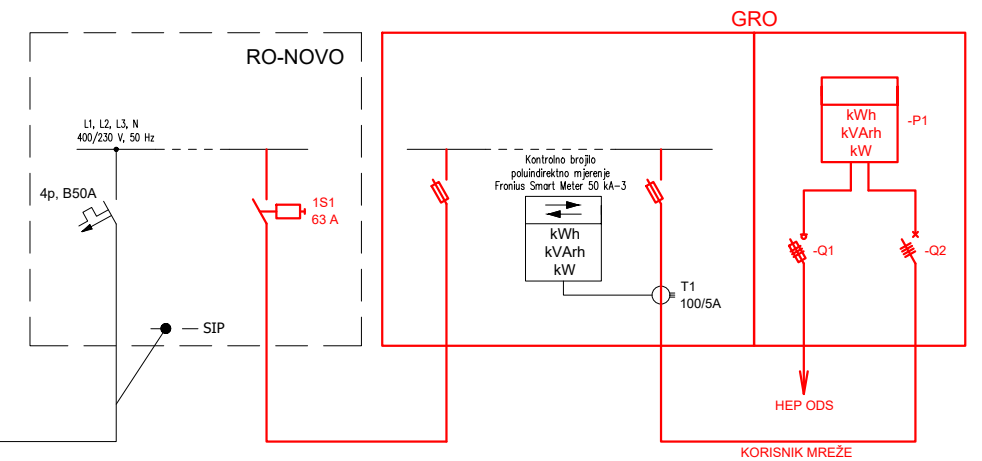 GRO
RO-NOVO
L1, L2, L3, N
400/230 V, 50 Hz
4p, B50A
1S1
63 A
SIP
Kontrolno brojilo
poluindirektno mjerenje
Fronius Smart Meter 50 kA-3
kWh
kVArh
kW
T1
100/5A
kWh
kVArh
kW
-P1
-Q1
-Q2
HEP ODS
KORISNIK MREŽE